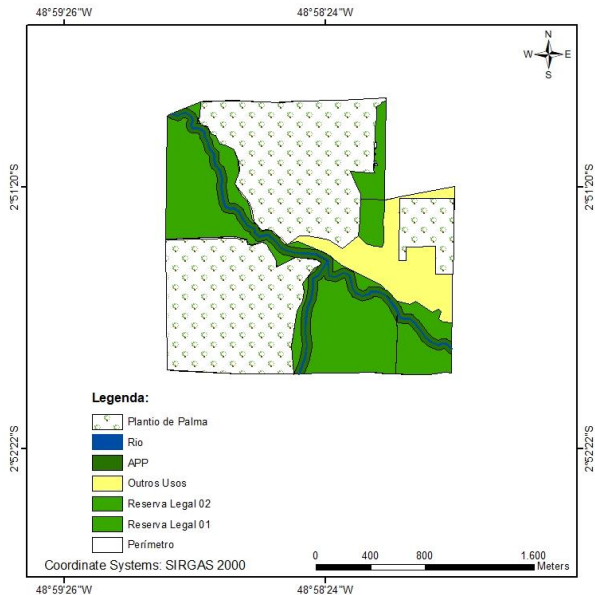 48°59'26"W 48°58'24"W
N
W E
S
2°51'20"S 2°51'20"S
Legenda:
Plantio de Palma
Rio
APP
Outros Usos
Reserva Legal 02
Reserva Legal 01
Perímetro
2°52'22"S 2°52'22"S
Coordinate Systems: SIRGAS 2000
0 400 800 1.600
Meters
48°59'26"W 48°58'24"W